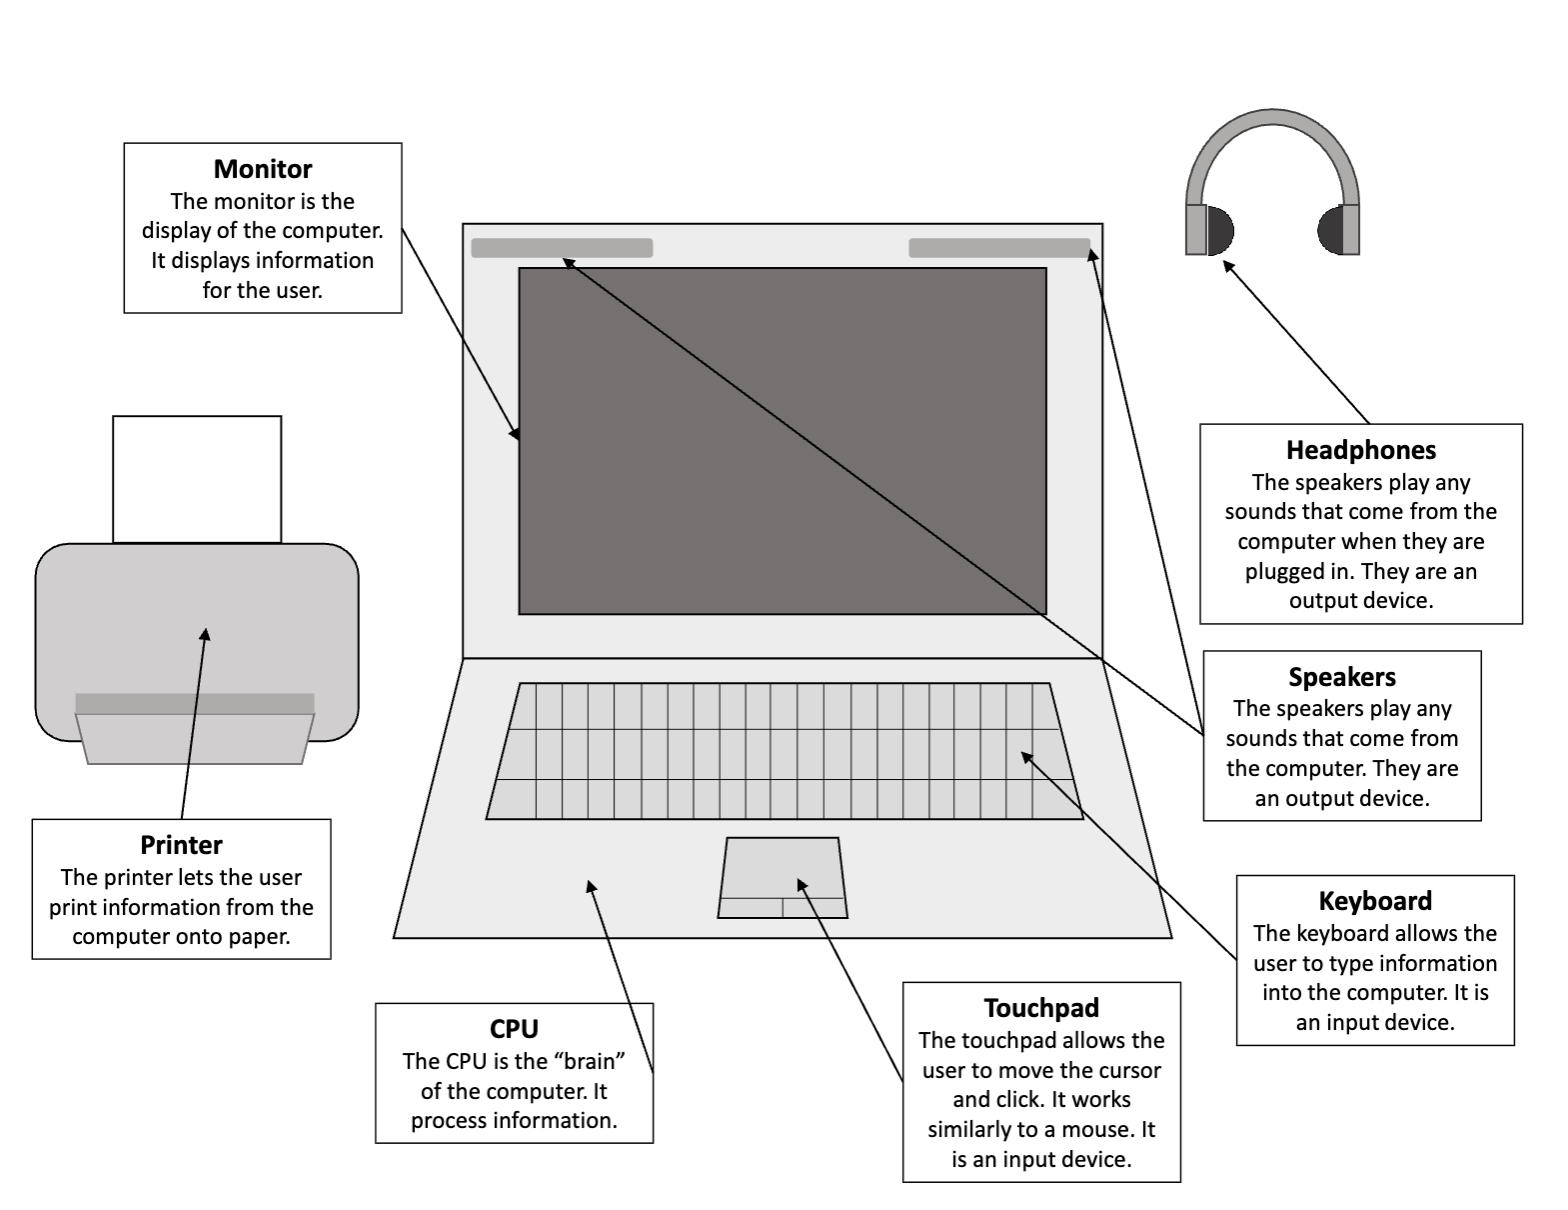 Monitor
The monitor is the
display of the computer.
It displays information
for the user.
Headphones
The speakers play any
sounds that come from the
computer when they are
plugged in. They are an
output device.
Speakers
The speakers play any
sounds that come from
the computer. They are
an output device.
Printer
The printer lets the user
print information from the
computer onto paper.
Keyboard
The keyboard allows the
user to type information
into the computer. It is
an input device.
CPU
The CPU is the “brain”
of the computer. It
process information.
Touchpad
The touchpad allows the
user to move the cursor
and click. It works
similarly to a mouse. It
is an input device.